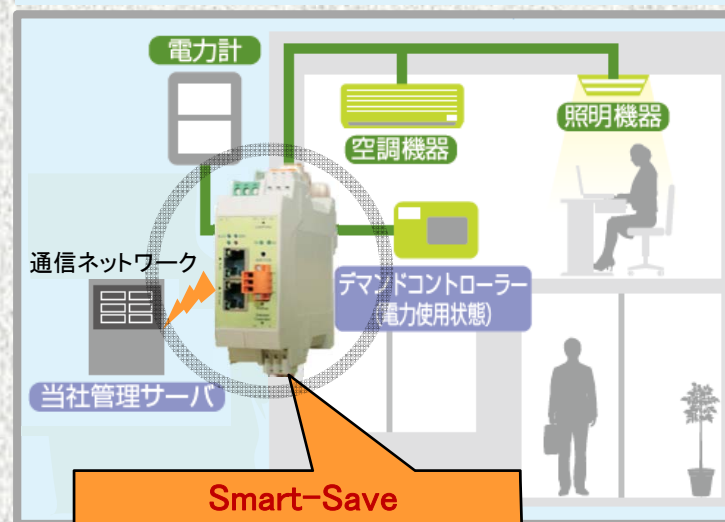 電力計
空調機器
照明機器
通信ネットワーク
デマンドコントローラー
電力使用状態)
当社管理サーバ
Smart-Save